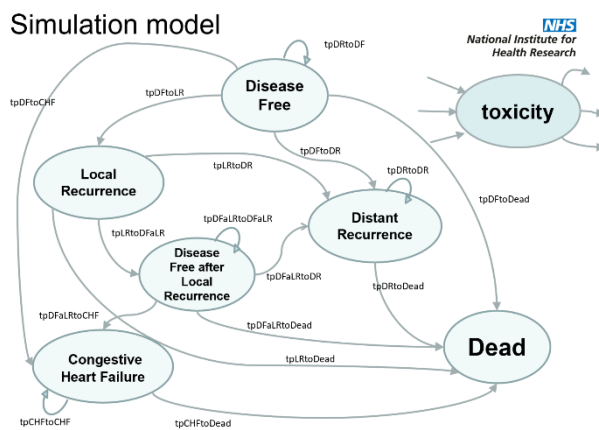 Simulation model
NHS
National Institute for
Health Research
tpDRtoDF
tpDFtoCHF
tpDFtoLR
Disease
Free
toxicity
tpDFtoDR
tpLRtoDR
tpDRtoDR
Local
Recurrence
tpDFtoDead
tpDFaLRtoDFaLR
Distant
Recurrence
tpLRtoDFaLR
Disease
Free after
Local
Recurrence
tpDFaLRtoDR
tpDRtoDead
tpDFaLRtoCHF
tpDFaLRtoDead
Dead
tpLRtoDead
Congestive
Heart Failure
tpCHFtoCHF
tpCHFtoDead